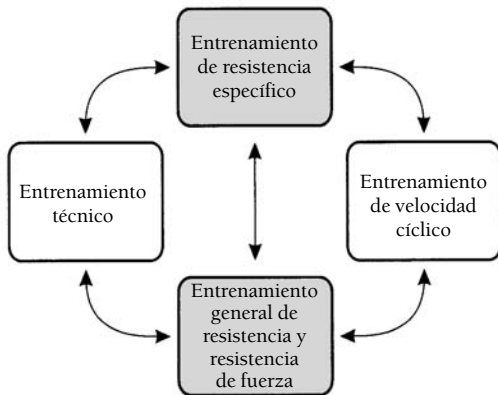 Entrenamiento
de resistencia
específico
Entrenamiento
técnico
Entrenamiento
de velocidad
cíclico
Entrenamiento
general de
resistencia y
resistencia
de fuerza